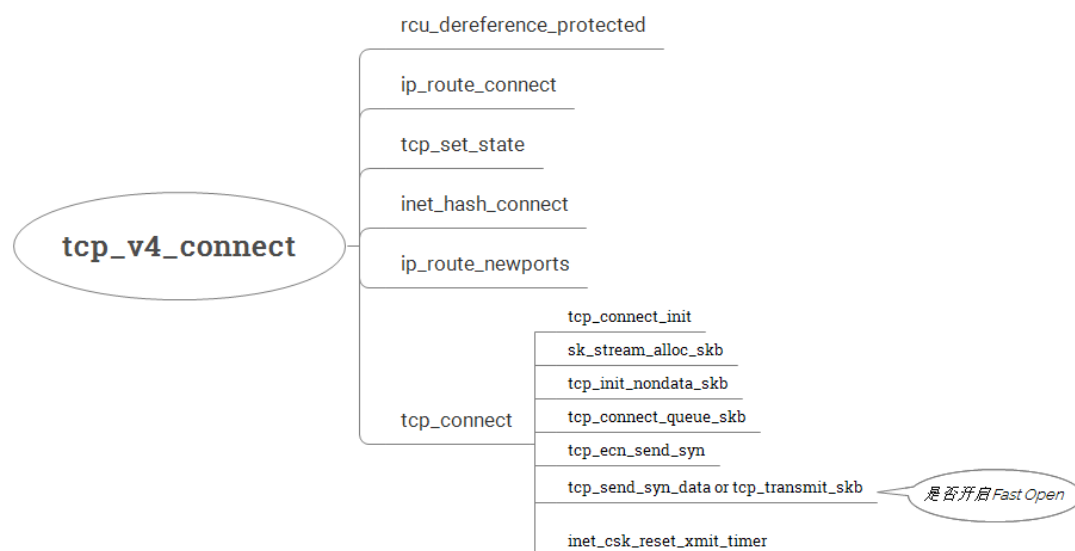 rcu_dereference_protected
ip_route_connect
tcp_set_state
inet_hash_connect
tcp_v4_connect
ip_route_newports
tcp_connect_init
sk_stream_alloc_skb
tcp_init_nondata_skb
tcp_connect_queue_skb
tcp_connect
tcp_ecn_send_syn
tcp_send_syn_data or tcp_transmit_skb
是否开启Fast Open
inet_csk_reset_xmit_timer